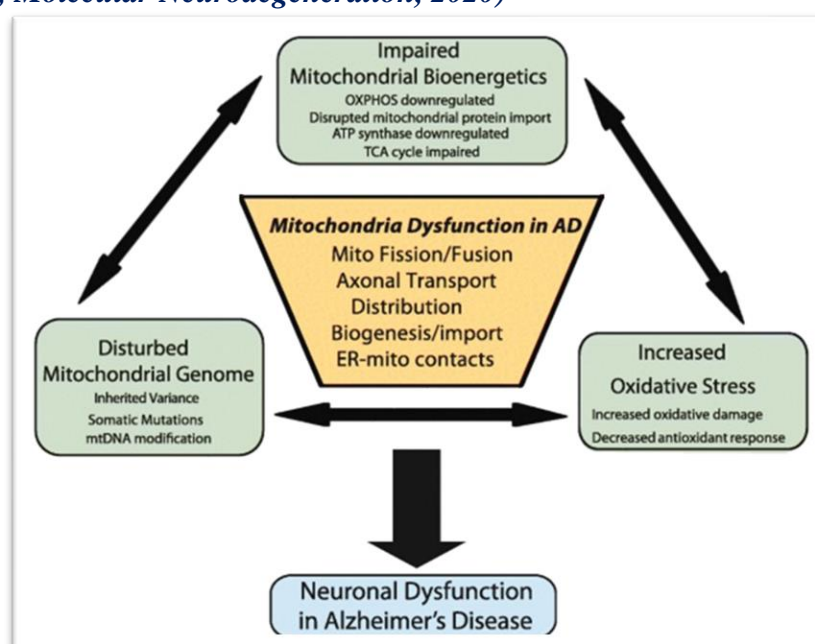 , Molecular Neurodegeneration, 2020)
Impaired
Mitochondrial Bioenergetics
OXPHOS downregulated
Disrupted mitochondrial protein import
ATP synthase downregulated
TCA cycle impaired
Mitochondria Dysfunction in AD
Mito Fission/Fusion
Axonal Transport
Distribution
Biogenesis/import
ER-mito contacts
Disturbed
Mitochondrial Genome
Inherited Variance
Somatic Mutations
mtDNA modification
Increased
Oxidative Stress
Increased oxidative damage
Decreased antioxidant response
Neuronal Dysfunction
in Alzheimer's Disease